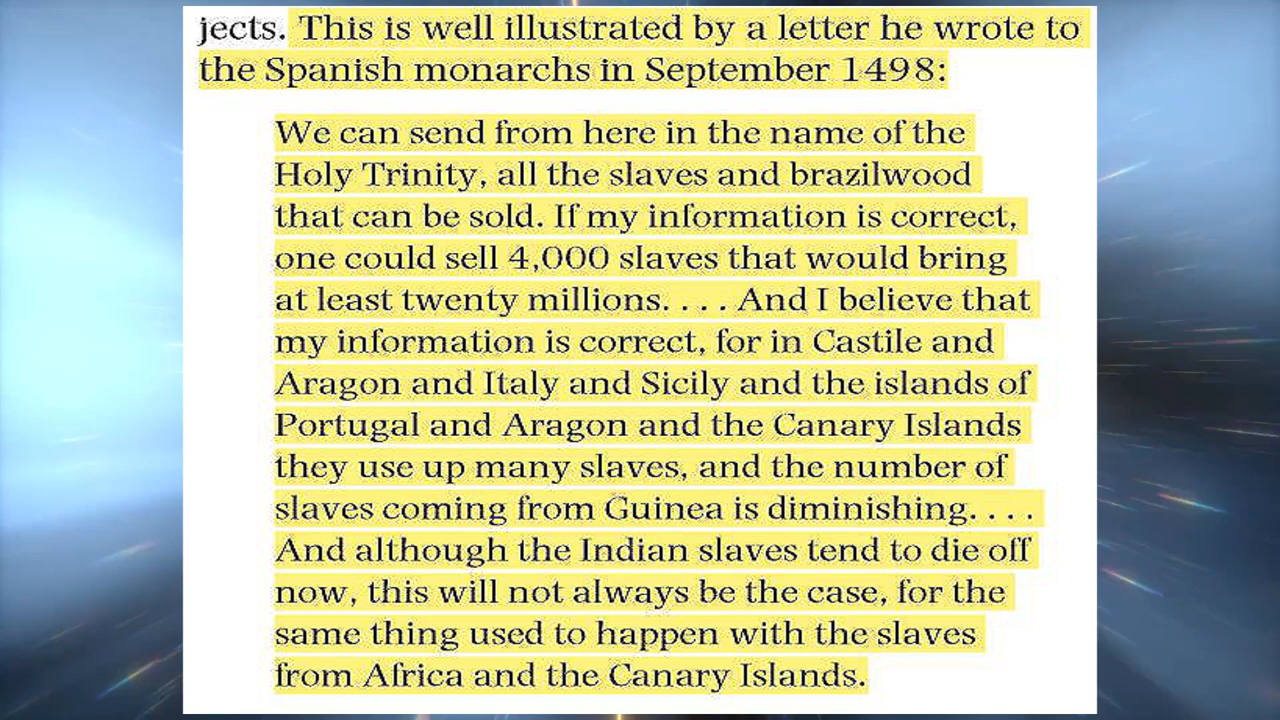 jects. This is well illustrated by a letter he wrote to
the Spanish monarchs in September 1498:
We can send from here in the name of the
Holy Trinity, all the slaves and brazilwood
that can be sold. If my information is correct,
one could sell 4,000 slaves that would bring
at least twenty millions. . . . And I believe that
my information is correct, for in Castile and
Aragon and Italy and Sicily and the islands of
Portugal and Aragon and the Canary Islands
they use up many slaves, and the number of
slaves coming from Guinea is diminishing. . . .
And although the Indian slaves tend to die off
now, this will not always be the case, for the
same thing used to happen with the slaves
from Africa and the Canary Islands.